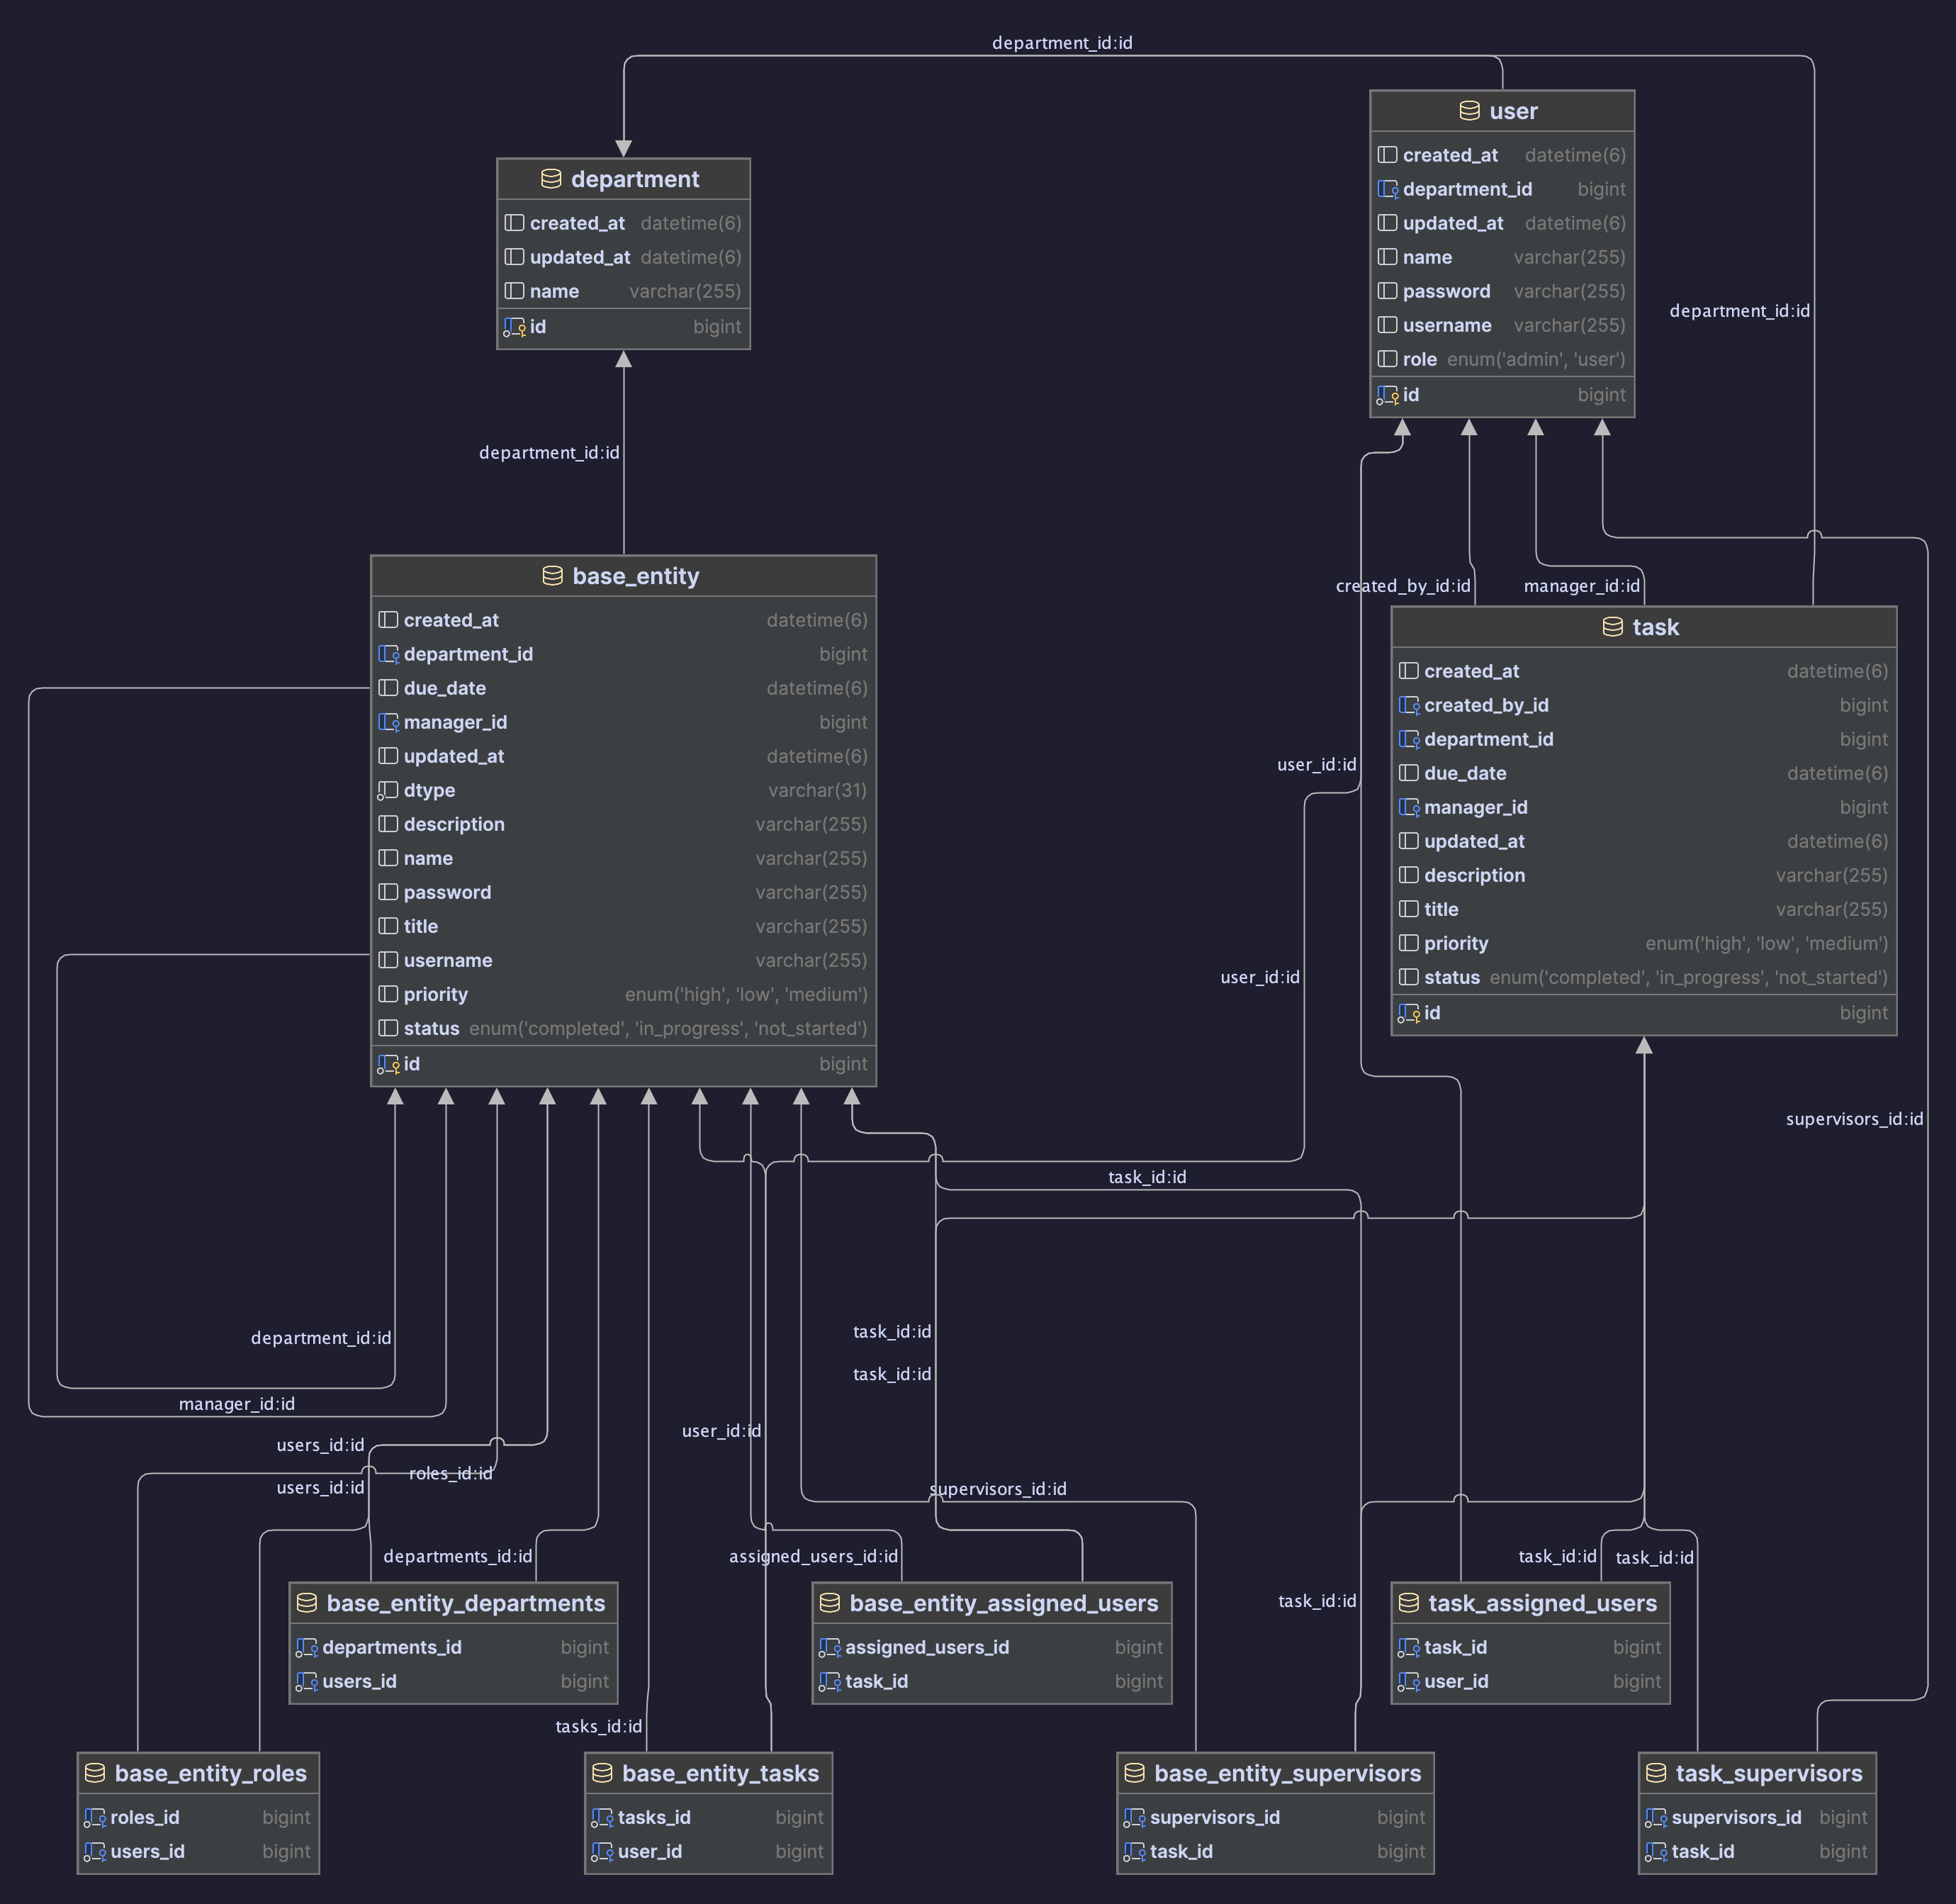 department_id:id
user
created_at datetime(6)
department_id bigint
updated_at datetime(6)
name varchar(255)
password varchar(255)
username varchar(255)
role enum('admin', 'user')
id bigint
department
created_at datetime(6)
updated_at datetime(6)
name varchar(255)
id bigint
department_id:id
department_id:id
created_by_id:id
manager_id:id
base_entity
created_at datetime(6)
department_id bigint
due_date datetime(6)
manager_id bigint
updated_at datetime(6)
dtype varchar(31)
description varchar(255)
name varchar(255)
password varchar(255)
title varchar(255)
username varchar(255)
priority enum('high', 'low', 'medium')
status enum('completed', 'in_progress', 'not_started')
id bigint
task
created_at datetime(6)
created_by_id bigint
department_id bigint
due_date datetime(6)
manager_id bigint
updated_at datetime(6)
description varchar(255)
title varchar(255)
priority enum('high', 'low', 'medium')
status enum('completed', 'in_progress', 'not_started')
id bigint
user_id:id
user_id:id
supervisors_id:id
task_id:id
department_id:id
task_id:id
task_id:id
manager_id:id
user_id:id
users_id:id
roles_id:id
users_id:id
supervisors_id:id
departments_id:id
assigned_users_id:id
task_id:id
task_id:id
task_id:id
base_entity_departments
departments_id bigint
users_id bigint
base_entity_assigned_users
assigned_users_id bigint
task_id bigint
task_assigned_users
task_id bigint
user_id bigint
tasks_id:id
base_entity_roles
roles_id bigint
users_id bigint
base_entity_tasks
tasks_id bigint
user_id bigint
base_entity_supervisors
supervisors_id bigint
task_id bigint
task_supervisors
supervisors_id bigint
task_id bigint